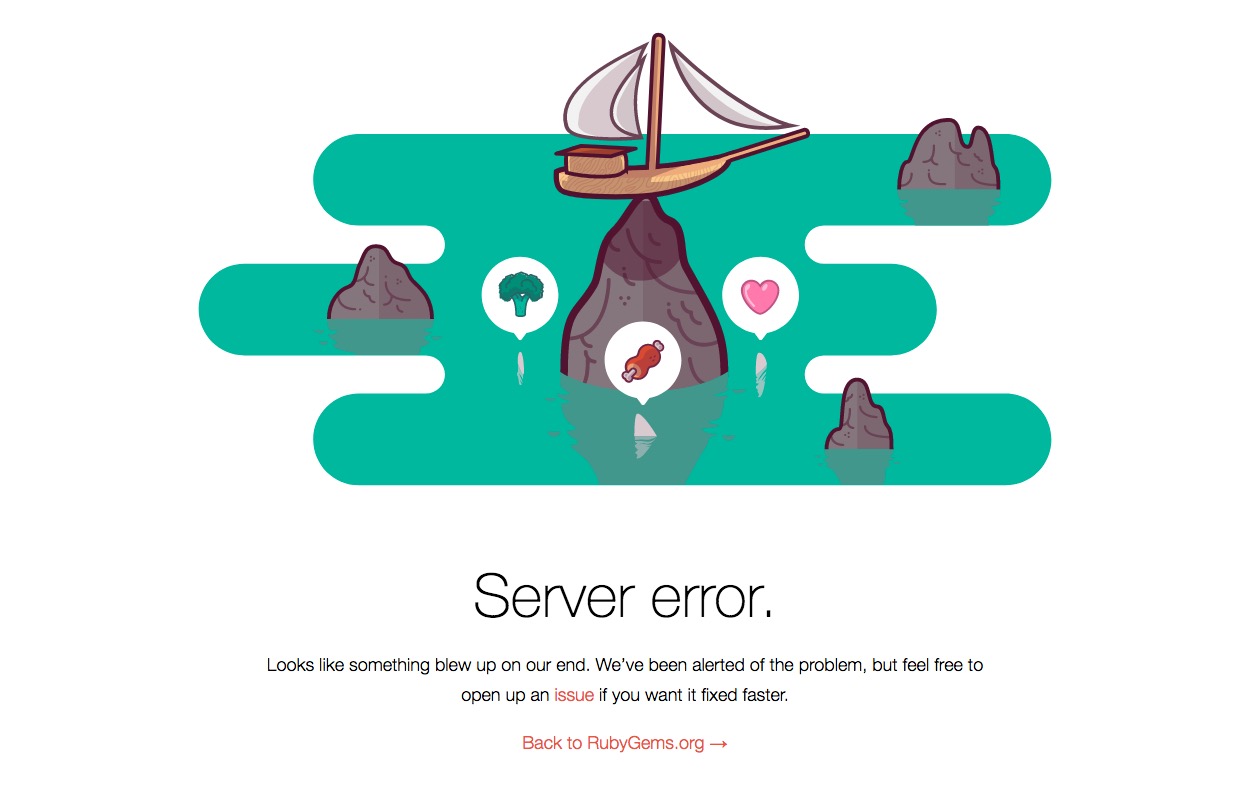 Server error.
Looks like something blew up on our end. We’ve been alerted of the problem, but feel free to
open up an issue if you want it fixed faster.
Back to RubyGems.org →